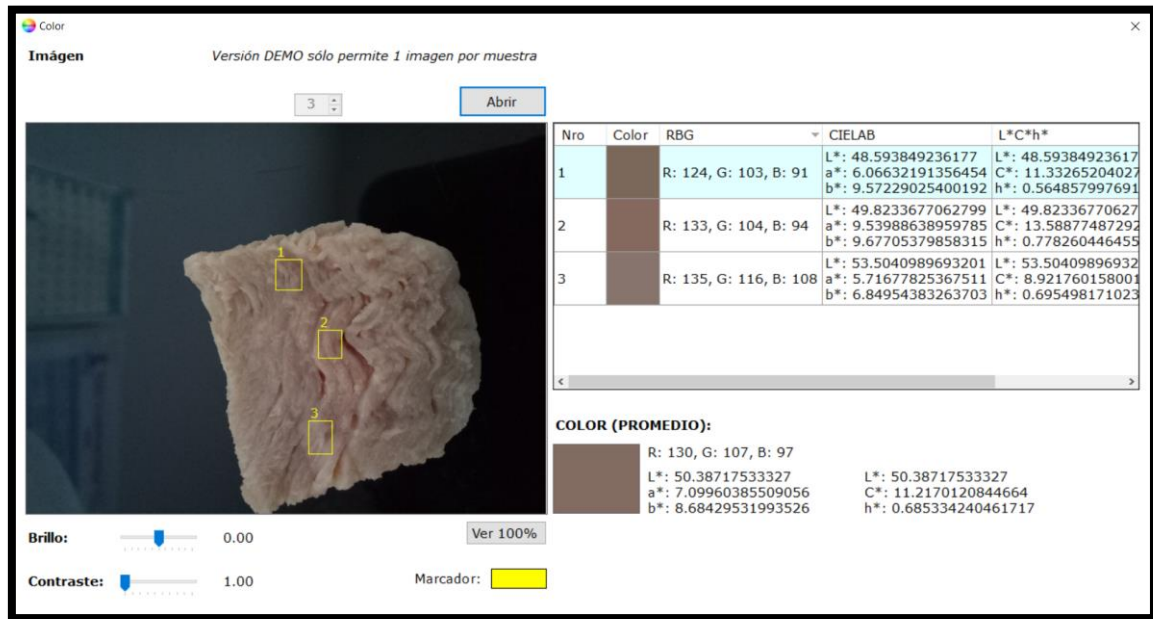 Color
Imágen Versión DEMO sólo permite 1 imagen por muestra
3 Abrir
Nro Color RBG CIELAB L*C*h*
1 R: 124, G: 103, B: 91
L*: 48.593849236177 L*: 48.59384923617
a*: 6.06632191356454 C*: 11.33265204027
b*: 9.57229025400192 h*: 0.564857997691
2 R: 133, G: 104, B: 94
L*: 49.8233677062799 L*: 49.82336770627
a*: 9.53988638959785 C*: 13.58877487292
b*: 9.67705379858315 h*: 0.778260446455
3 R: 135, G: 116, B: 108
L*: 53.5040989693201 L*: 53.50409896932
a*: 5.71677825367511 C*: 8.921760158001
b*: 6.84954383263703 h*: 0.695498171023
1
2
3
COLOR (PROMEDIO):
R: 130, G: 107, B: 97
L*: 50.38717533327 L*: 50.38717533327
a*: 7.09960385509056 C*: 11.2170120844664
b*: 8.68429531993526 h*: 0.685334240461717
Brillo: 0.00 Ver 100%
Contraste: 1.00 Marcador: